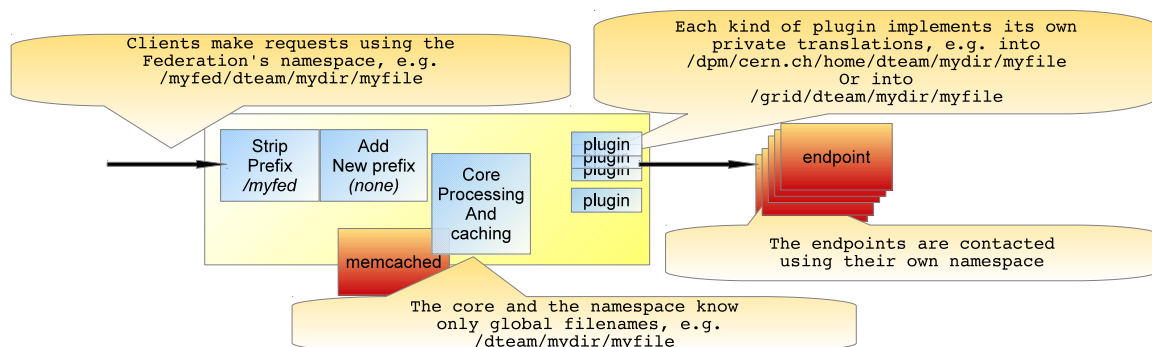 Clients make requests using the
Federation's namespace, e.g.
/myfed/dteam/mydir/myfile
Each kind of plugin implements its own
private translations, e.g. into
/dpm/cern.ch/home/dteam/mydir/myfile
Or into
/grid/dteam/mydir/myfile
Strip
Prefix
/myfed
Add
New prefix
(none)
Core
Processing
And
caching
plugin
plugin
plugin
plugin
endpoint
memcached
The endpoints are contacted
using their own namespace
The core and the namespace know
only global filenames, e.g.
/dteam/mydir/myfile